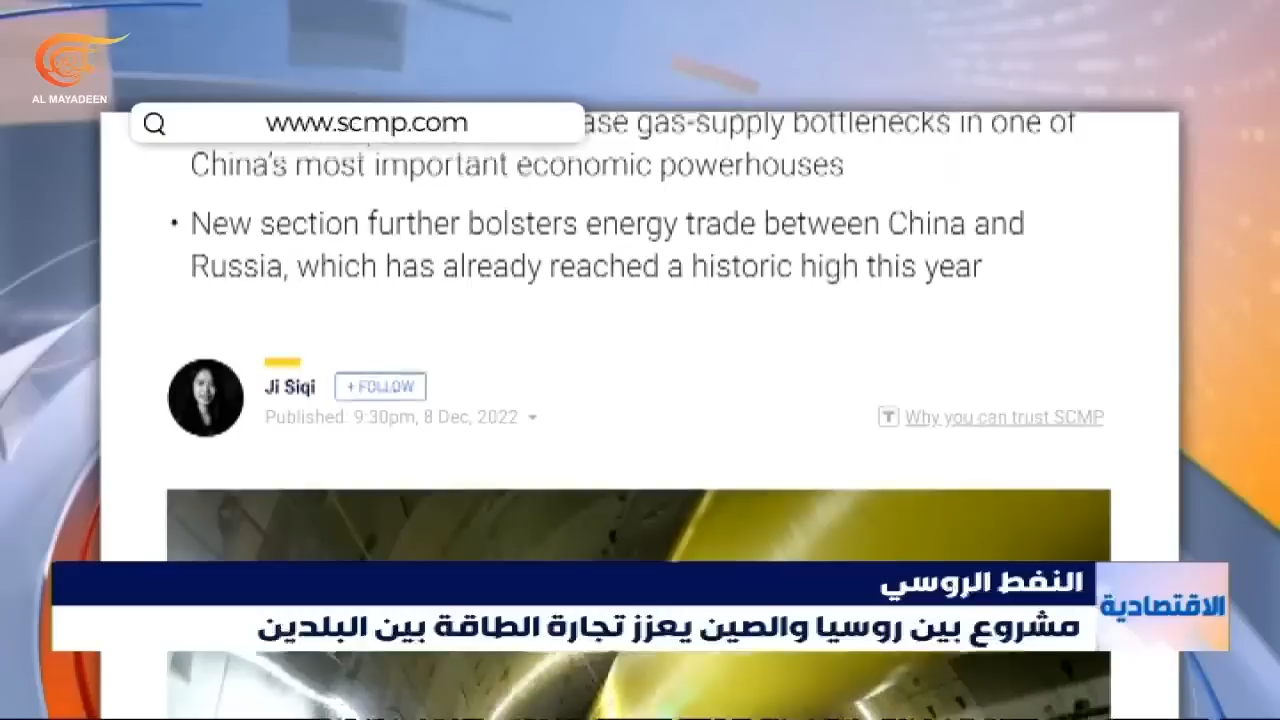 AL MAYADEEN
www.scmp.com
ase gas-supply bottlenecks in one of
China's most important economic powerhouses
• New section further bolsters energy trade between China and
Russia, which has already reached a historic high this year
Ji Siqi
+ FOLLOW
Published: 9:30pm, 8 Dec, 2022
Why you can trust SCMP
النفط الروسي
الاقتصادية
مشروع بين روسيا والصين يعزز تجارة الطاقة بين البلدين